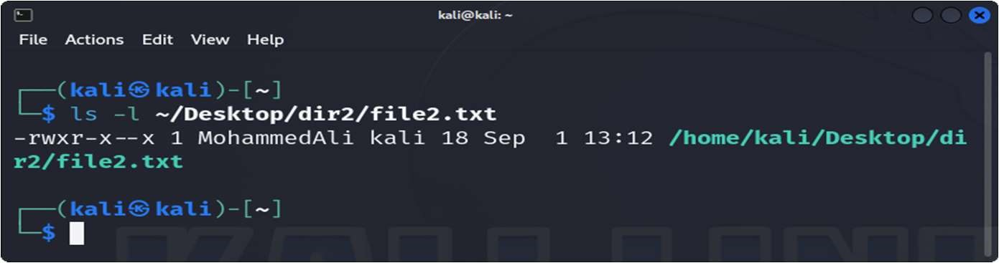 kali@kali: ~
File Actions Edit View Help
┌──(kali㉿kali)-[~]
└─$ ls -l ~/Desktop/dir2/file2.txt
-rwxr-x--x 1 MohammedAli kali 18 Sep  1 13:12 /home/kali/Desktop/di
r2/file2.txt
┌──(kali㉿kali)-[~]
└─$